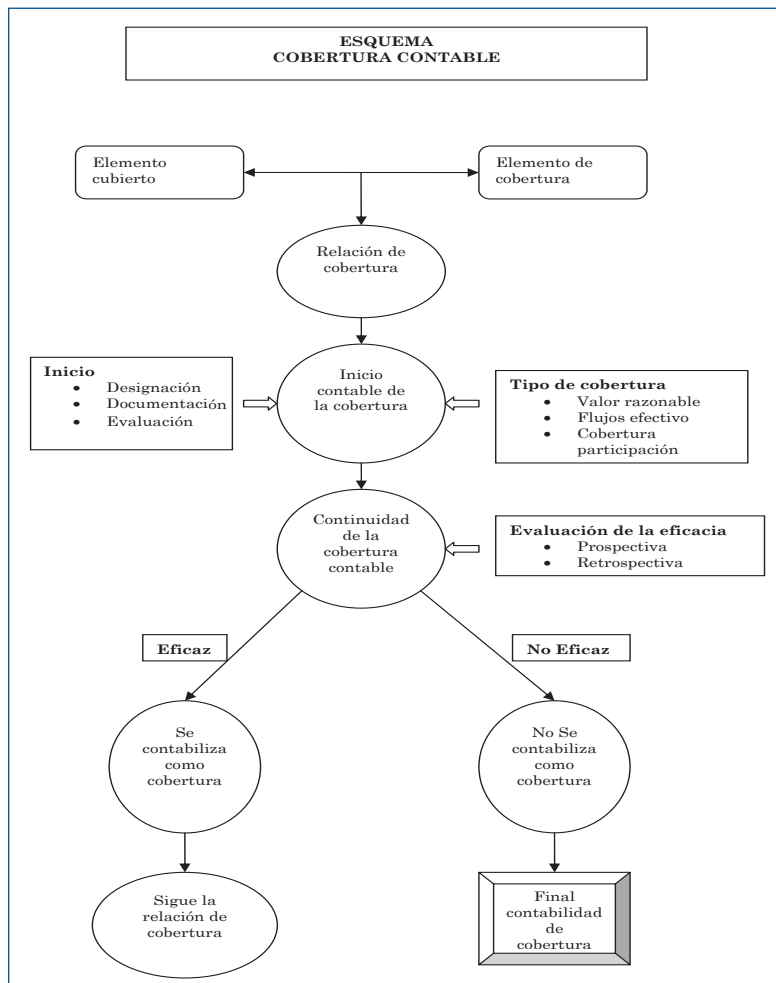 ESQUEMA
COBERTURA CONTABLE
Elemento
cubierto
Elemento de
cobertura
Relación de
cobertura
Inicio
• Designación
• Documentación
• Evaluación
Inicio
contable de
la cobertura
Tipo de cobertura
• Valor razonable
• Flujos efectivo
• Cobertura
participación
Continuidad
de la
cobertura
contable
Evaluación de la eficacia
• Prospectiva
• Retrospectiva
Eficaz
No Eficaz
Se
contabiliza
como
cobertura
No Se
contabiliza
como
cobertura
Sigue la
relación de
cobertura
Final
contabilidad
de
cobertura